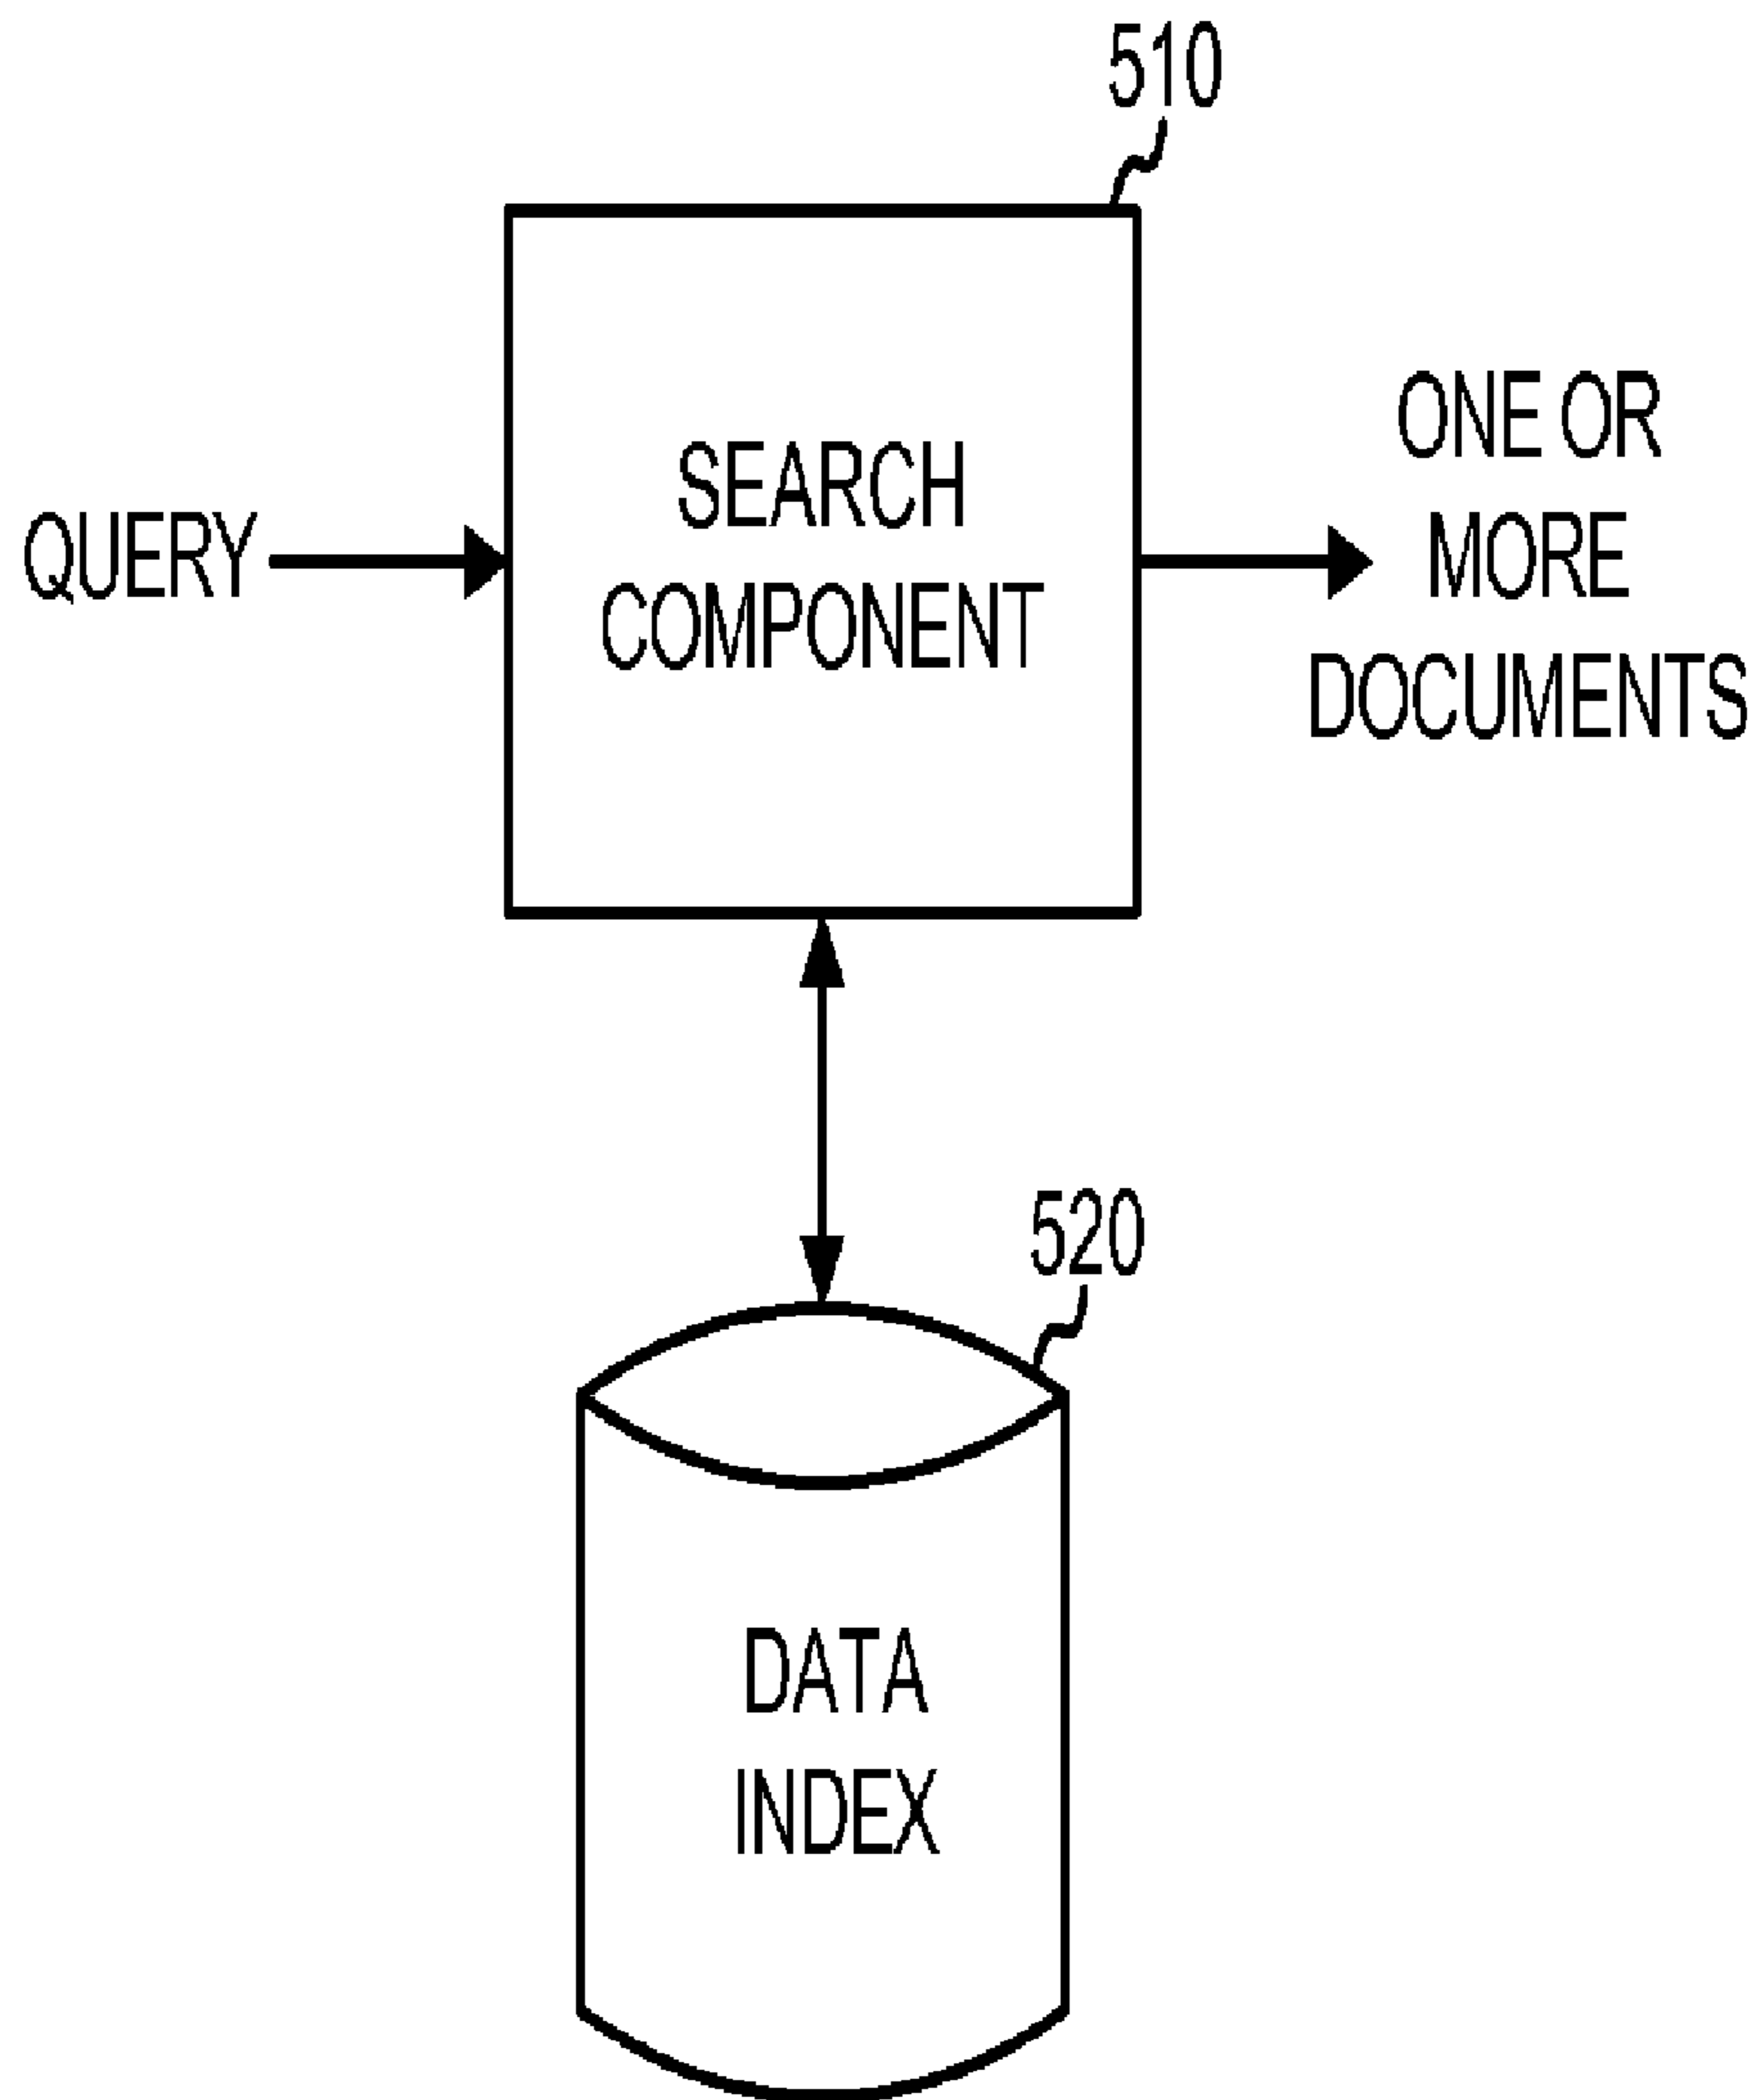 510
SEARCH
COMPONENT
QUERY
ONE OR
MORE
DOCUMENTS
520
DATA
INDEX